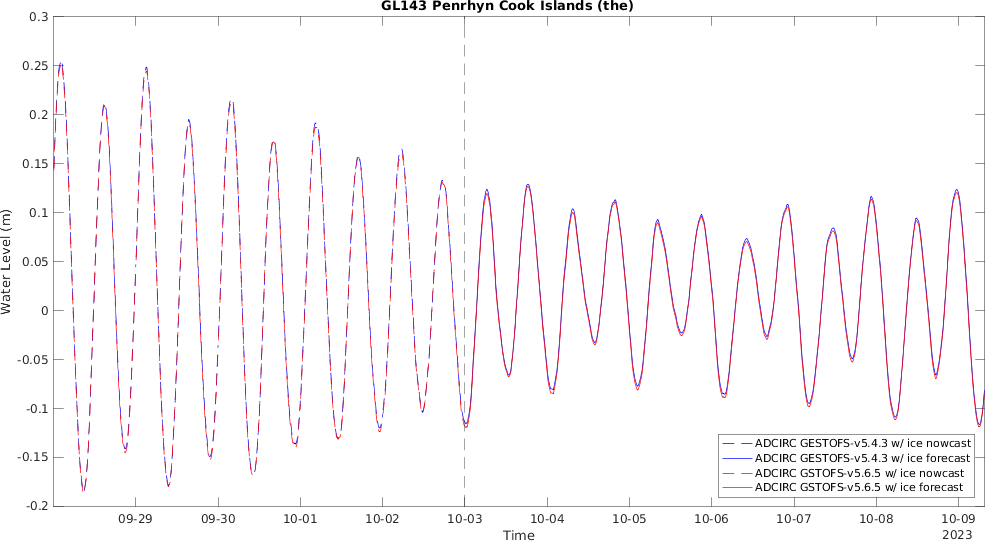 GL143 Penrhyn Cook Islands (the)
0.3
0.25
0.2
0.15
0.1
0.05
0
-0.05
-0.1
-0.15
-0.2
Water Level (m)
ADCIRC GESTOFS-v5.4.3 w/ ice nowcast
ADCIRC GESTOFS-v5.4.3 w/ ice forecast
ADCIRC GSTOFS-v5.6.5 w/ ice nowcast
ADCIRC GSTOFS-v5.6.5 w/ ice forecast
09-29 09-30 10-01 10-02 10-03 10-04 10-05 10-06 10-07 10-08 10-09
Time
2023